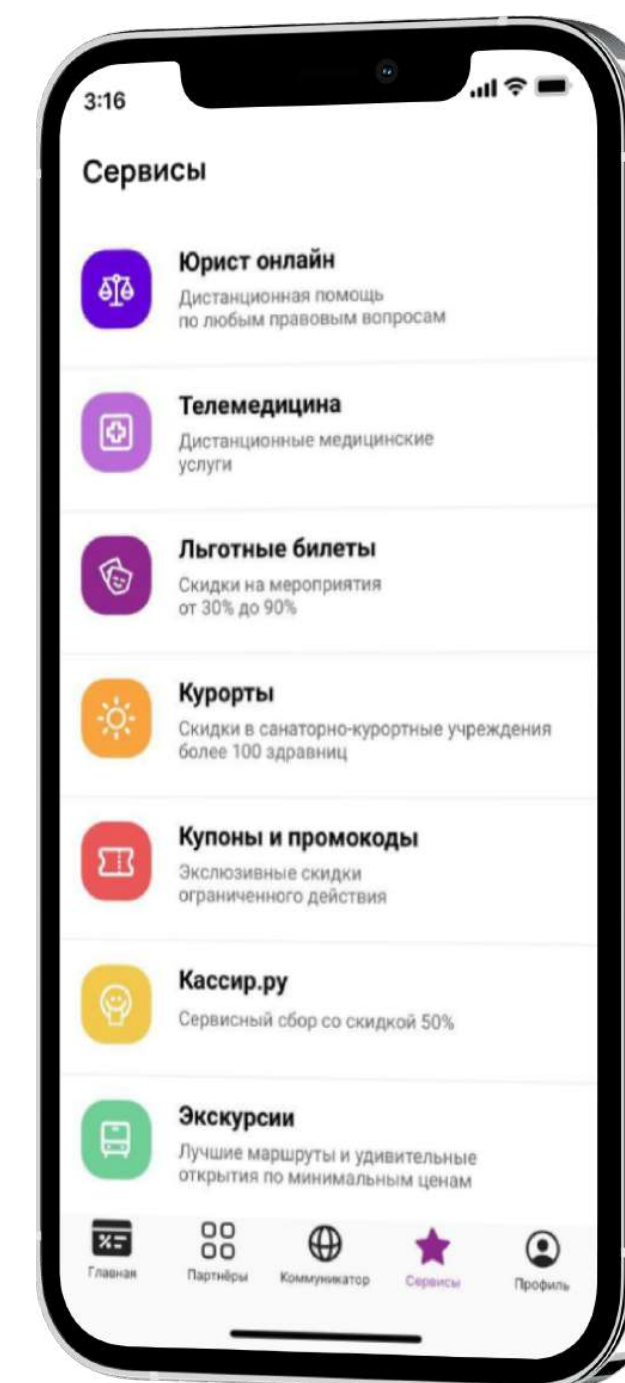 3:16
Сервисы
Юрист онлайн
Дистанционная помощь
по любым правовым вопросам
Телемедицина
Дистанционные медицинские
услуги
Льготные билеты
Скидки на мероприятия
от 30% до 90%
Курорты
Скидки в санаторно-курортные учреждения
более 100 здравниц
Купоны и промокоды
Экслюзивные скидки
ограниченного действия
Кассир.ру
Сервисный сбор со скидкой 50%
Экскурсии
Лучшие маршруты и удивительные
открытия по минимальным ценам
Главная Партнёры Коммуникатор Сервисы Профиль